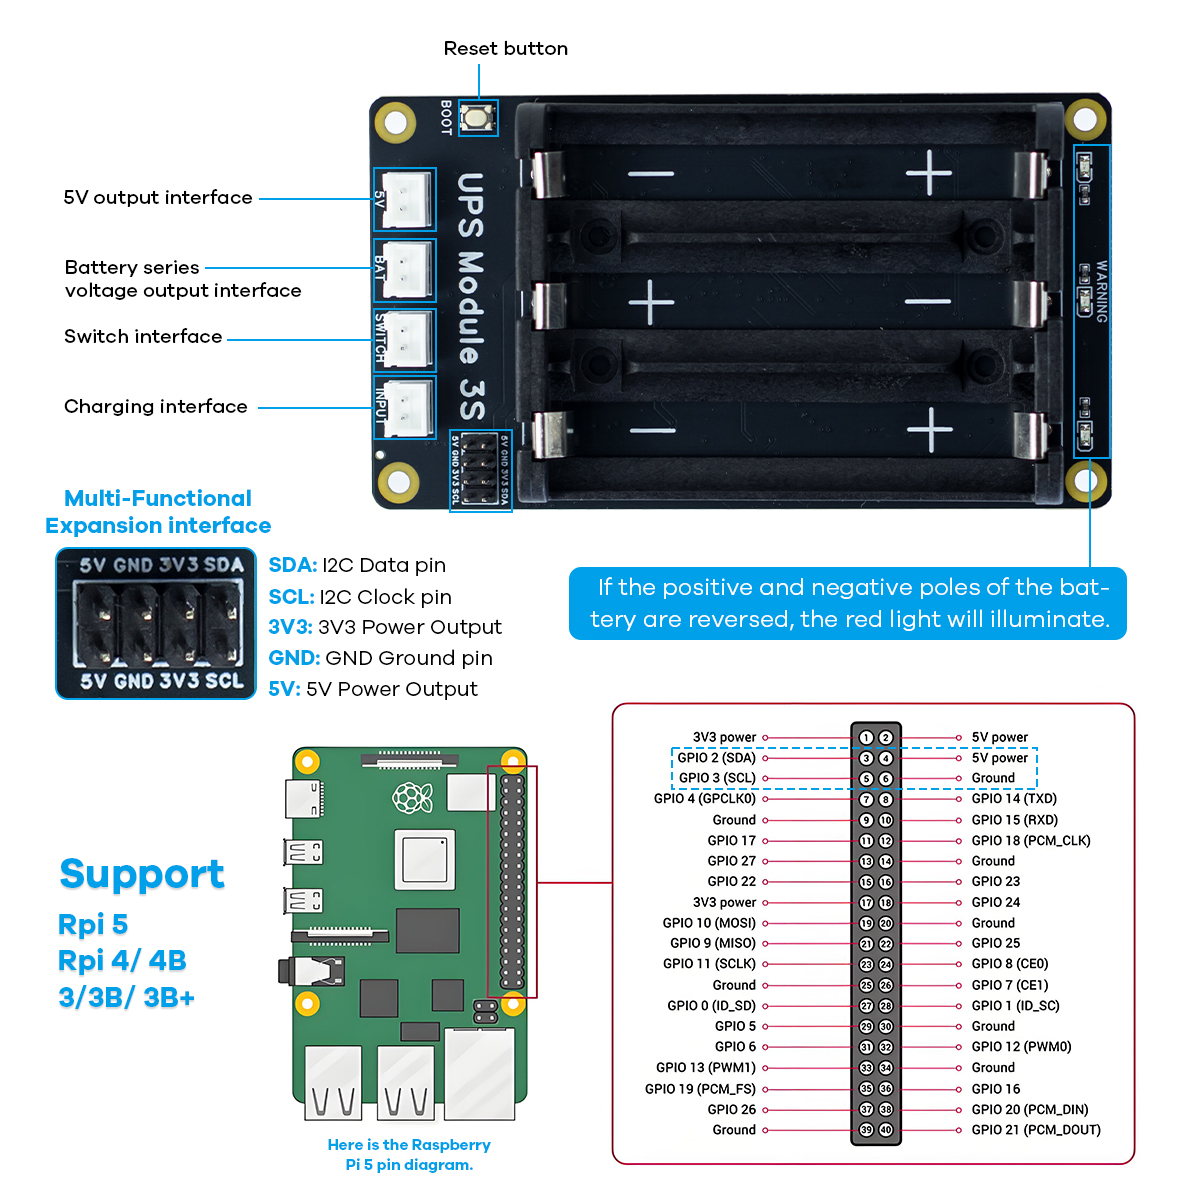 Reset button
BOOT
5V output interface
5V
Battery series
voltage output interface
BAT
Switch interface
SWITCH
Charging interface
INPUT
UPS Module 3S
WARNING
5V GND 3V3 SCL
5V GND 3V3 SDA
If the positive and negative poles of the bat-
tery are reversed, the red light will illuminate.
Multi-Functional
Expansion interface
5V GND 3V3 SDA
5V GND 3V3 SCL
SDA: I2C Data pin
SCL: I2C Clock pin
3V3: 3V3 Power Output
GND: GND Ground pin
5V: 5V Power Output
Support
Rpi 5
Rpi 4/ 4B
3/3B/ 3B+
Here is the Raspberry
Pi 5 pin diagram.
3V3 power 1 2 5V power
GPIO 2 (SDA) 3 4 5V power
GPIO 3 (SCL) 5 6 Ground
GPIO 4 (GPCLK0) 7 8 GPIO 14 (TXD)
Ground 9 10 GPIO 15 (RXD)
GPIO 17 11 12 GPIO 18 (PCM_CLK)
GPIO 27 13 14 Ground
GPIO 22 15 16 GPIO 23
3V3 power 17 18 GPIO 24
GPIO 10 (MOSI) 19 20 Ground
GPIO 9 (MISO) 21 22 GPIO 25
GPIO 11 (SCLK) 23 24 GPIO 8 (CE0)
Ground 25 26 GPIO 7 (CE1)
GPIO 0 (ID_SD) 27 28 GPIO 1 (ID_SC)
GPIO 5 29 30 Ground
GPIO 6 31 32 GPIO 12 (PWM0)
GPIO 13 (PWM1) 33 34 Ground
GPIO 19 (PCM_FS) 35 36 GPIO 16
GPIO 26 37 38 GPIO 20 (PCM_DIN)
Ground 39 40 GPIO 21 (PCM_DOUT)